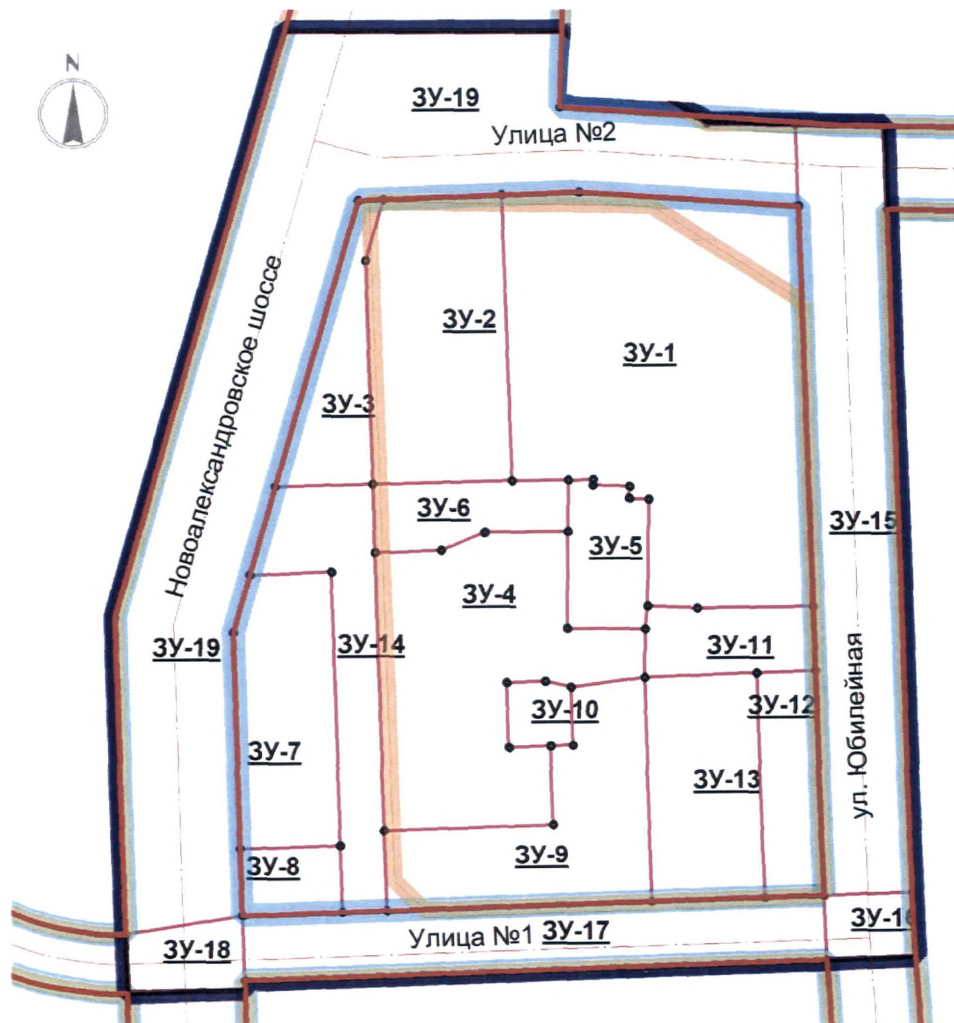 N
ЗУ-19
Улица №2
Новоалександровское шоссе
ЗУ-2
ЗУ-1
ЗУ-3
ЗУ-6
ЗУ-5
ЗУ-15
ЗУ-4
ЗУ-19
ЗУ-14
ЗУ-11
ЗУ-10
ЗУ-12
ул. Юбилейная
ЗУ-7
ЗУ-13
ЗУ-8
ЗУ-9
ЗУ-16
ЗУ-18
Улица №1 ЗУ-17